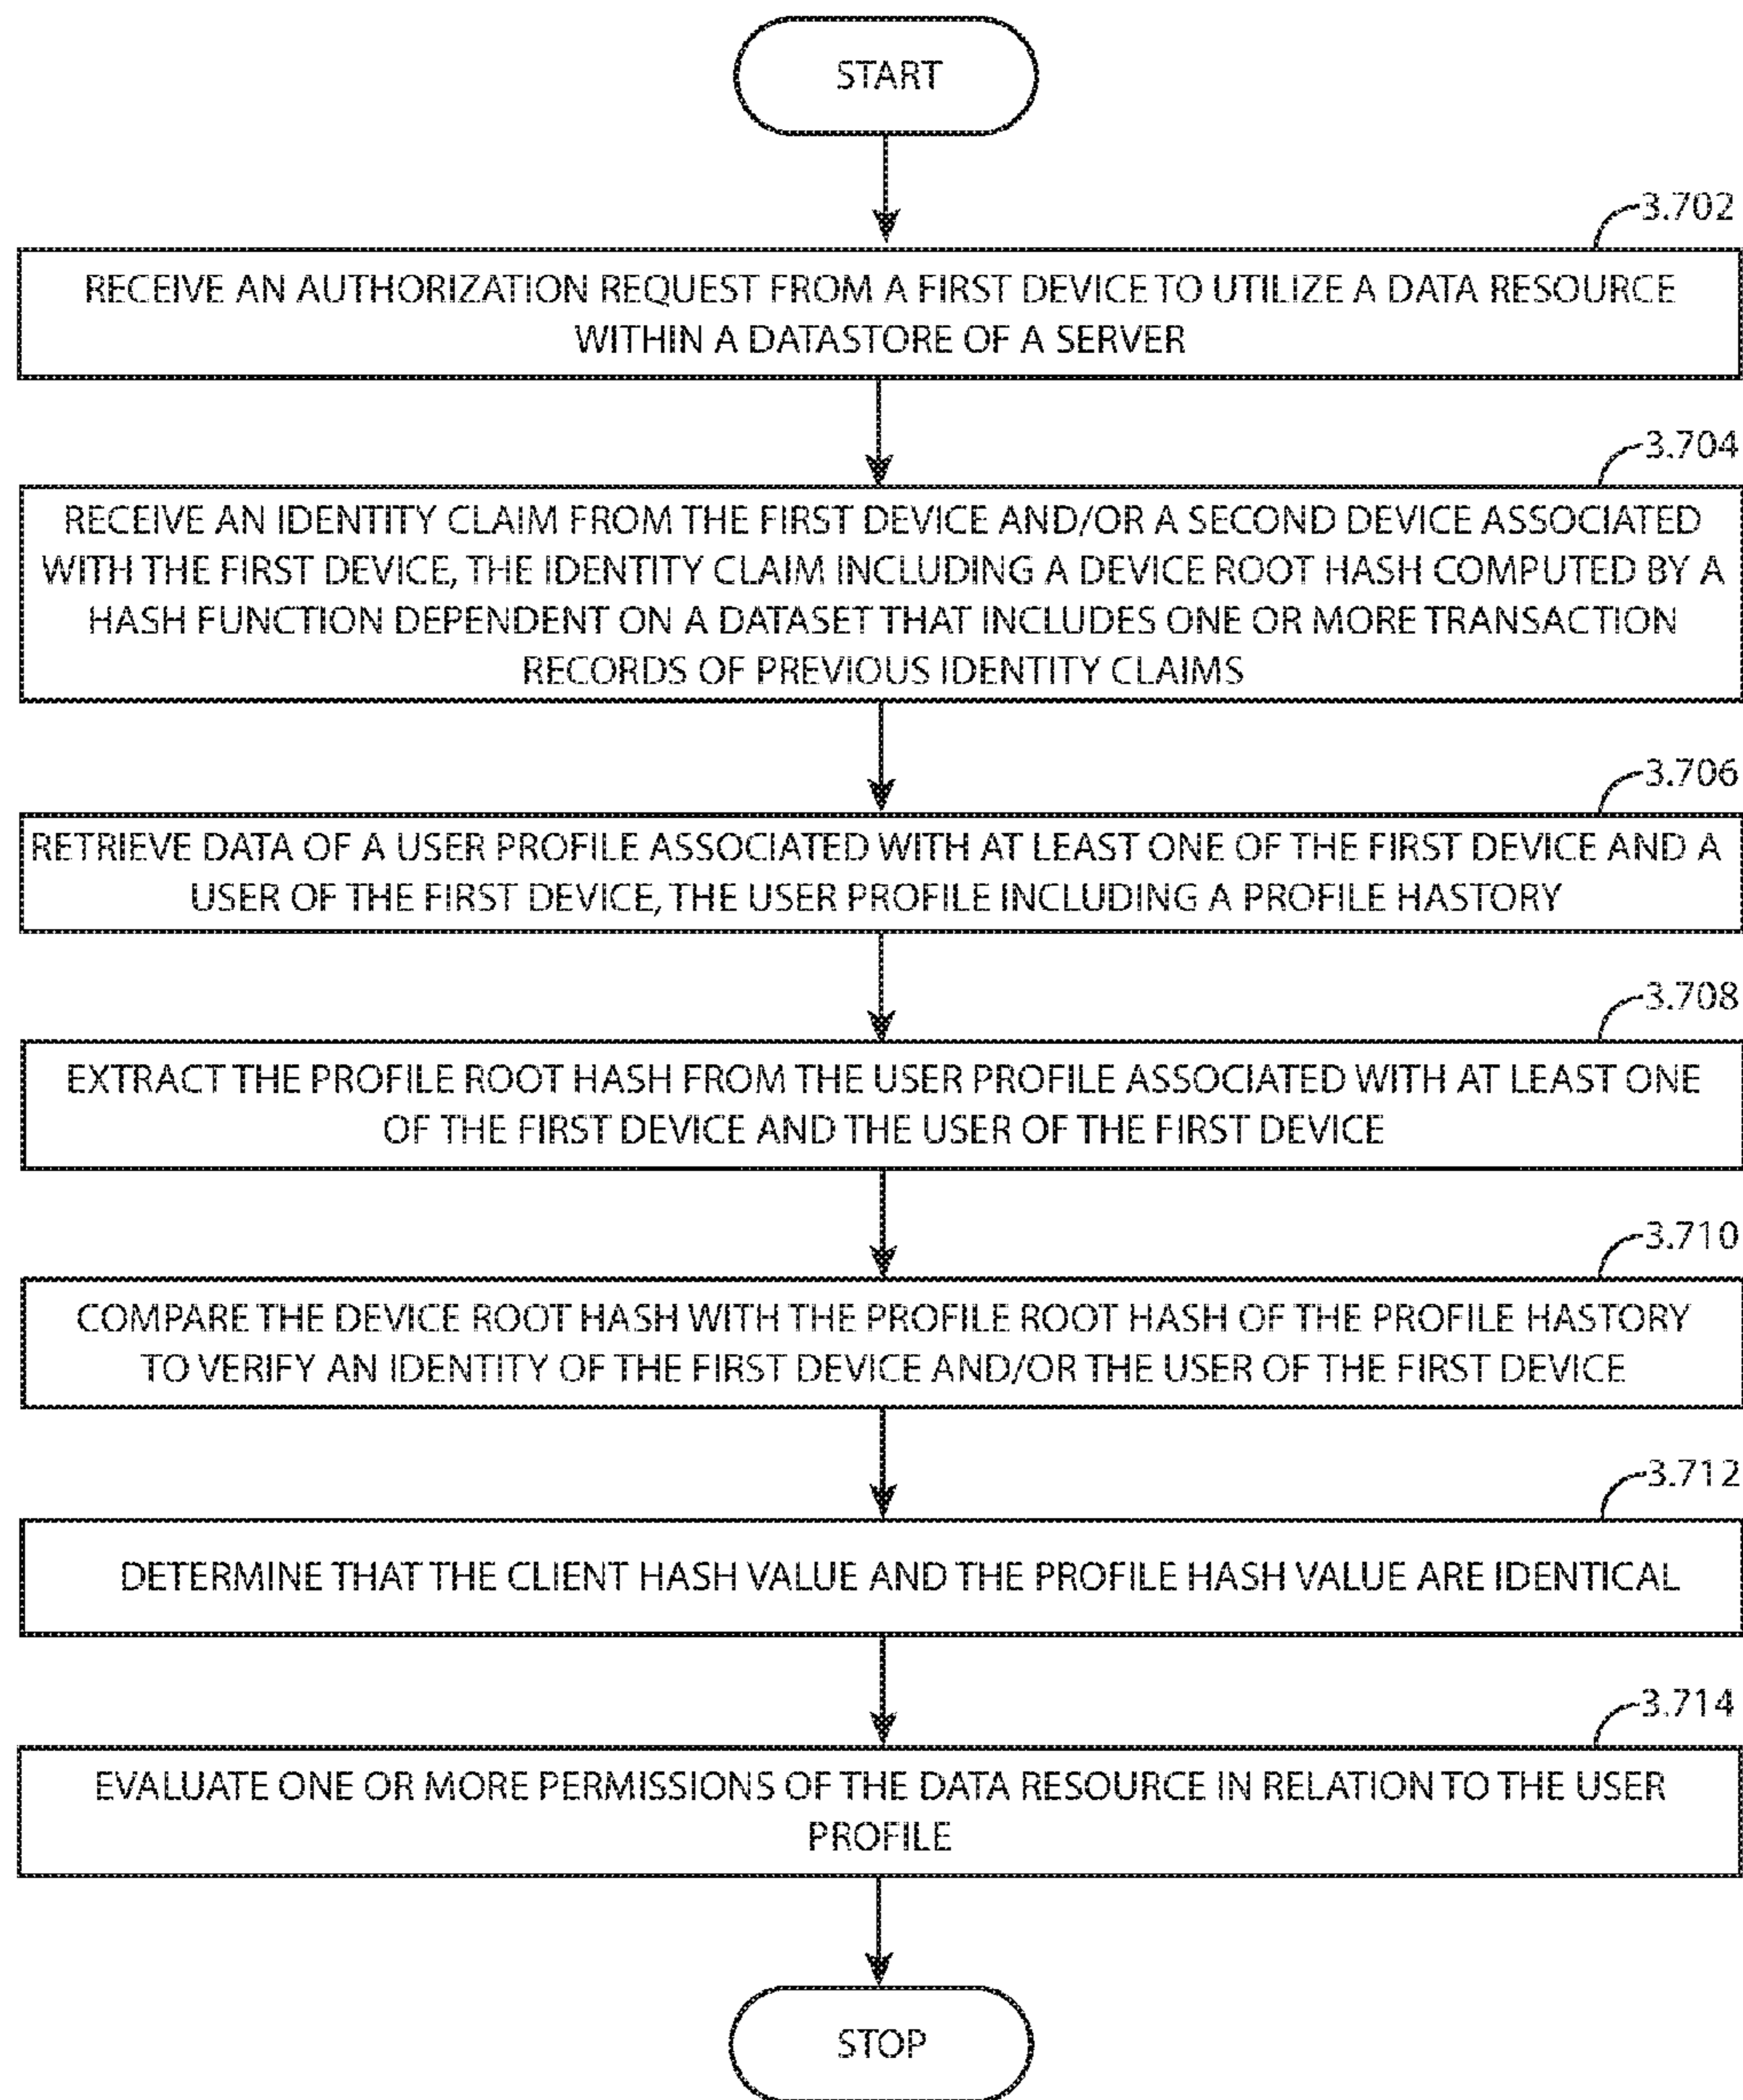 START
3.702
RECEIVE AN AUTHORIZATION REQUEST FROM A FIRST DEVICE TO UTILIZE A DATA RESOURCE
WITHIN A DATASTORE OF A SERVER
3.704
RECEIVE AN IDENTITY CLAIM FROM THE FIRST DEVICE AND/OR A SECOND DEVICE ASSOCIATED
WITH THE FIRST DEVICE, THE IDENTITY CLAIM INCLUDING A DEVICE ROOT HASH COMPUTED BY A
HASH FUNCTION DEPENDENT ON A DATASET THAT INCLUDES ONE OR MORE TRANSACTION
RECORDS OF PREVIOUS IDENTITY CLAIMS
3.706
RETRIEVE DATA OF A USER PROFILE ASSOCIATED WITH AT LEAST ONE OF THE FIRST DEVICE AND A
USER OF THE FIRST DEVICE, THE USER PROFILE INCLUDING A PROFILE HASTORY
3.708
EXTRACT THE PROFILE ROOT HASH FROM THE USER PROFILE ASSOCIATED WITH AT LEAST ONE
OF THE FIRST DEVICE AND THE USER OF THE FIRST DEVICE
3.710
COMPARE THE DEVICE ROOT HASH WITH THE PROFILE ROOT HASH OF THE PROFILE HASTORY
TO VERIFY AN IDENTITY OF THE FIRST DEVICE AND/OR THE USER OF THE FIRST DEVICE
3.712
DETERMINE THAT THE CLIENT HASH VALUE AND THE PROFILE HASH VALUE ARE IDENTICAL
3.714
EVALUATE ONE OR MORE PERMISSIONS OF THE DATA RESOURCE IN RELATION TO THE USER
PROFILE
STOP